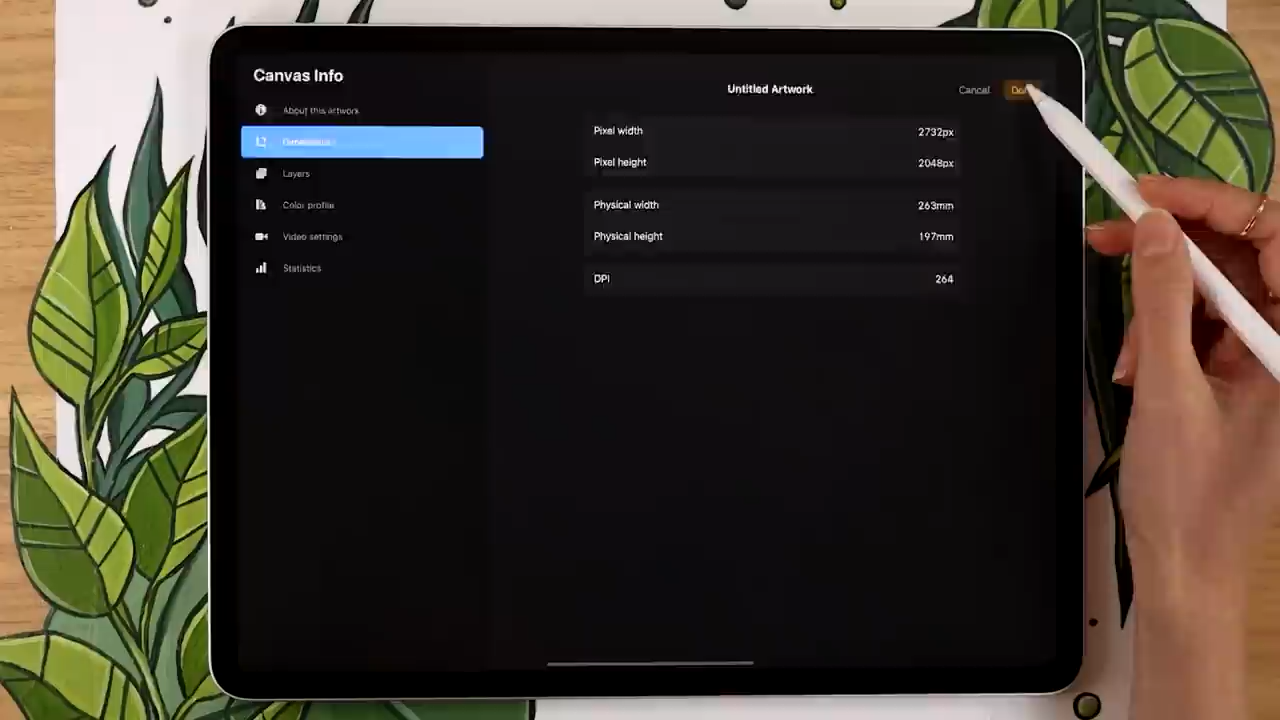 Canvas Info
About this artwork
Dimensions
Layers
Color profile
Video settings
Statistics
Untitled Artwork
Cancel
Pixel width 2732px
Pixel height 2048px
Physical width 263mm
Physical height 197mm
DPI 264